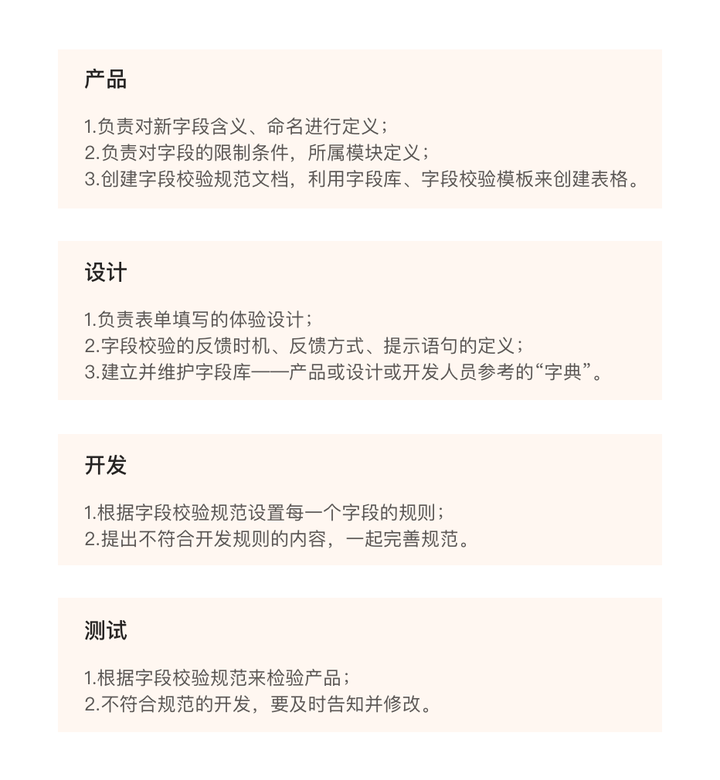 产品
1.负责对新字段含义、命名进行定义；
2.负责对字段的限制条件，所属模块定义；
3.创建字段校验规范文档，利用字段库、字段校验模板来创建表格。
设计
1.负责表单填写的体验设计；
2.字段校验的反馈时机、反馈方式、提示语句的定义；
3.建立并维护字段库——产品或设计或开发人员参考的“字典”。
开发
1.根据字段校验规范设置每一个字段的规则；
2.提出不符合开发规则的内容，一起完善规范。
测试
1.根据字段校验规范来检验产品；
2.不符合规范的开发，要及时告知并修改。